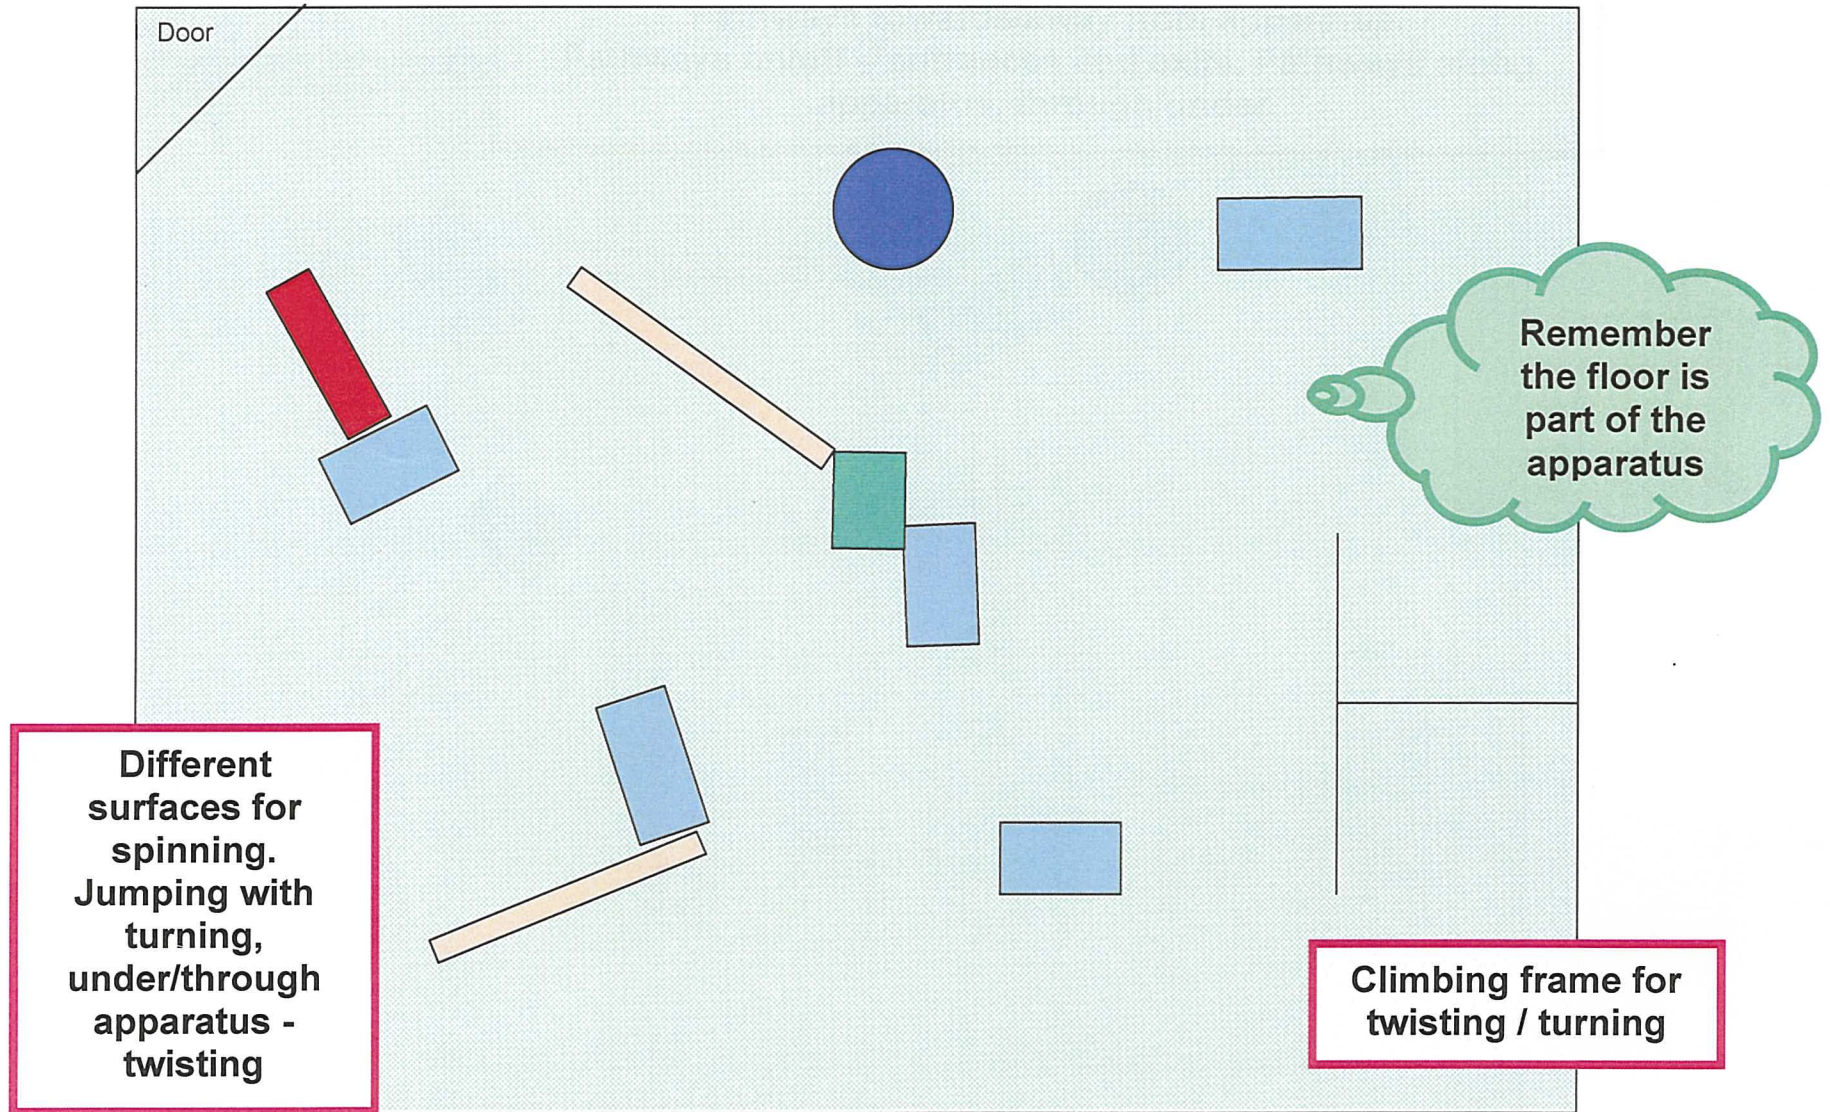 Door
Remember
the floor is
part of the
apparatus
Different
surfaces for
spinning.
Jumping with
turning,
under/through
apparatus -
twisting
Climbing frame for
twisting / turning